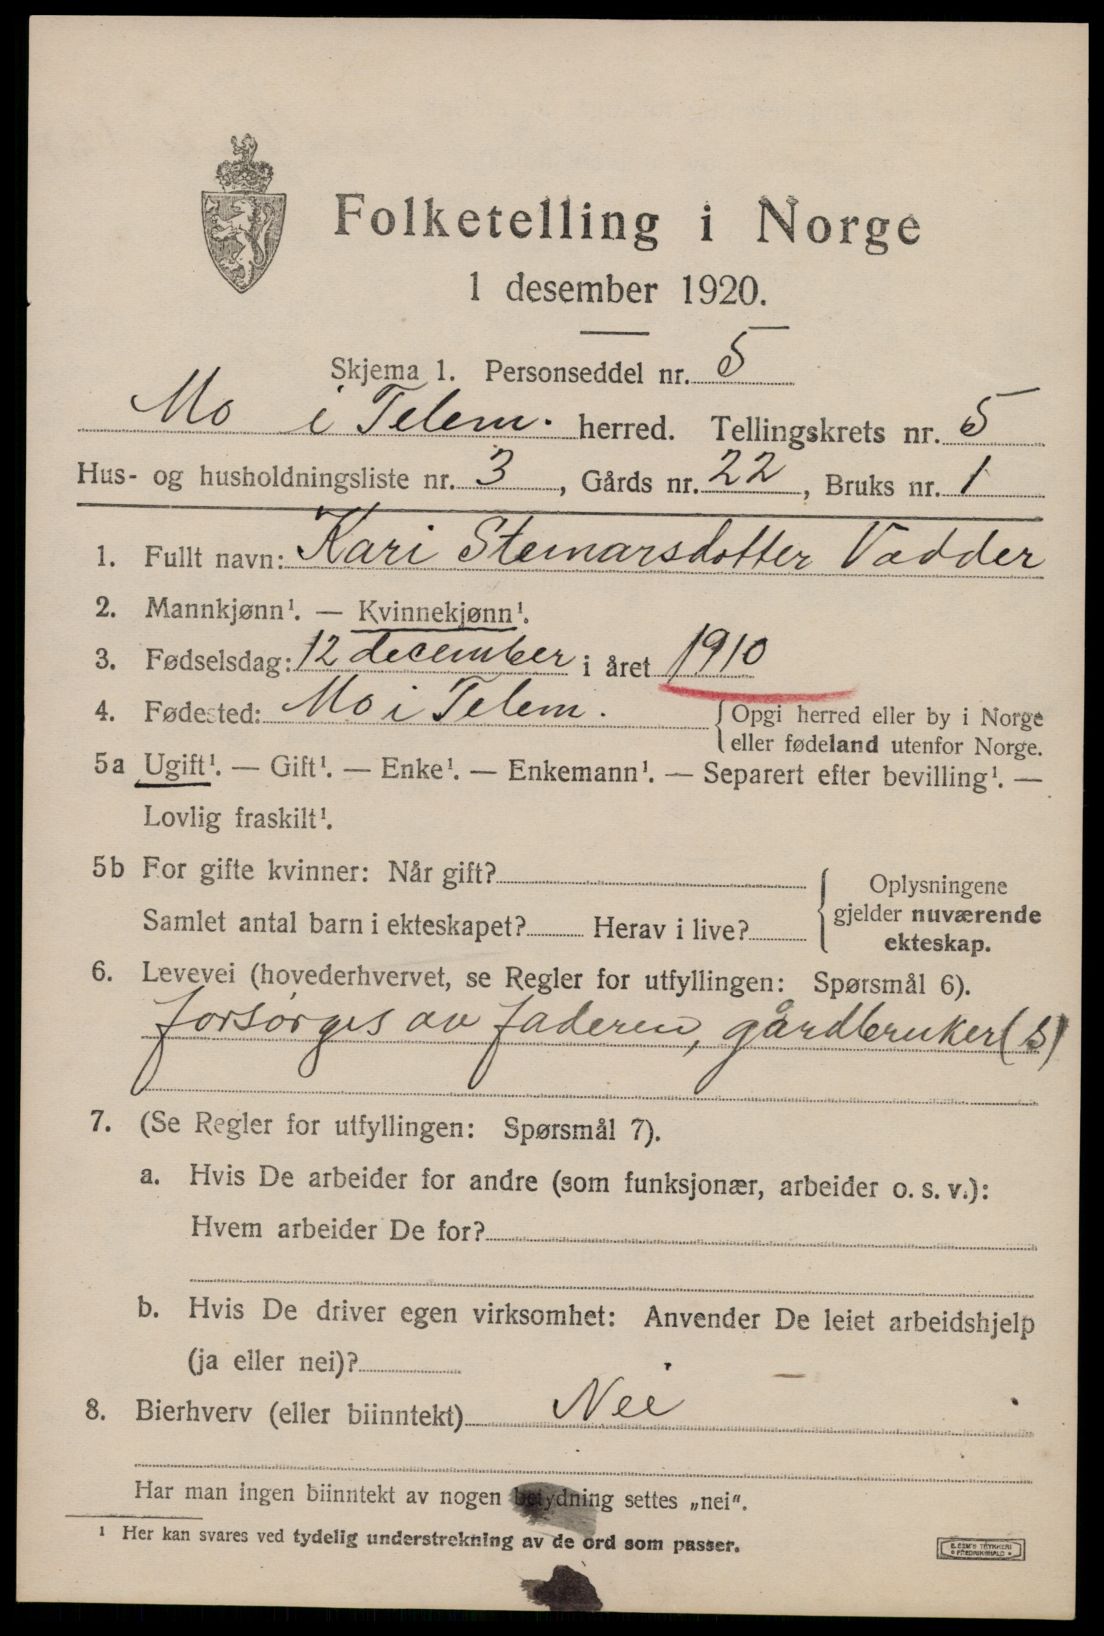 Folketelling i Norge
1 desember 1920.
Skjema 1. Personseddel nr. 5
Mo i Telem. herred. Tellingskrets nr. 5
Hus- og husholdningsliste nr. 3, Gårds nr. 22, Bruks nr. 1
1. Fullt navn: Kari Steinarsdotter Vadder
2. Mannkjønn¹. — Kvinnekjønn¹.
3. Fødselsdag: 12 december i året 1910
4. Fødested: Mo i Telem. { Opgi herred eller by i Norge
eller fødeland utenfor Norge.
5a Ugift¹. — Gift¹. — Enke¹. — Enkemann¹. — Separert efter bevilling¹. —
Lovlig fraskilt¹.
5b For gifte kvinner: Når gift?
Samlet antal barn i ekteskapet? Herav i live?
{ Oplysningene
gjelder nuværende
ekteskap.
6. Levevei (hovederhvervet, se Regler for utfyllingen: Spørsmål 6).
forsørges av faderen, gårdbruker (S)
7. (Se Regler for utfyllingen: Spørsmål 7).
a. Hvis De arbeider for andre (som funksjonær, arbeider o. s. v.):
Hvem arbeider De for?
b. Hvis De driver egen virksomhet: Anvender De leiet arbeidshjelp
(ja eller nei)?
8. Bierhverv (eller biinntekt) Nei
Har man ingen biinntekt av nogen betydning settes „nei".
¹ Her kan svares ved tydelig understrekning av de ord som passer.